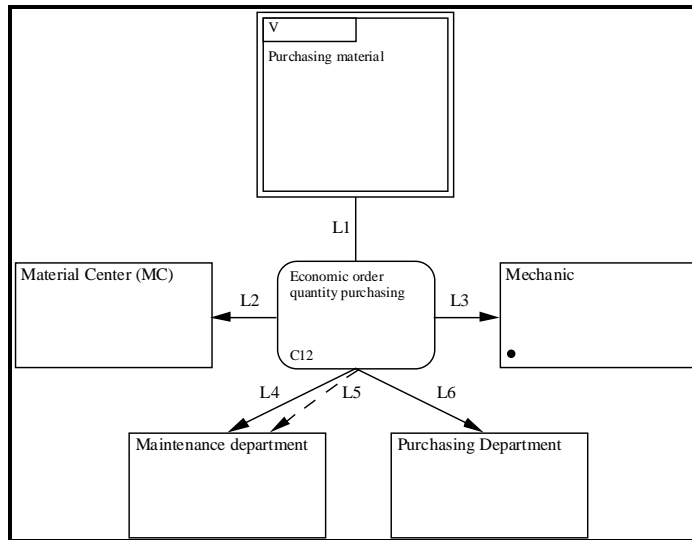 V
Purchasing material
L1
Material Center (MC)
L2
Economic order
quantity purchasing
C12
L3
Mechanic
L4
L5
L6
Maintenance department
Purchasing Department